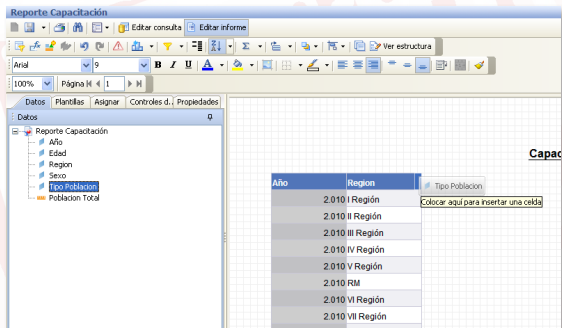 Reporte Capacitación
Editar consulta Editar informe
Ver estructura
Arial 9 B I U A
100% Página 1
Datos Plantillas Asignar Controles d.. Propiedades
Datos
Reporte Capacitación
Año
Edad
Region
Sexo
Tipo Poblacion
Poblacion Total
Capac
Año Region Tipo Poblacion
Colocar aquí para insertar una celda
2.010 I Región
2.010 II Región
2.010 III Región
2.010 IV Región
2.010 V Región
2.010 RM
2.010 VI Región
2.010 VII Región